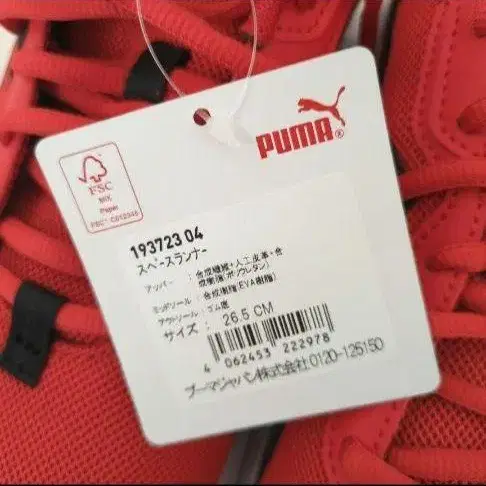 PUMA®
FSC
MIX
Paper
193723 04
スペースランナー
アッパー : 合成繊維+人工皮革+合
成樹脂(ポリウレタン)
ミッドソール : 合成樹脂(EVA樹脂)
アウトソール : ゴム底
サイズ : 26.5 CM
4 062453 222978
プーマジャパン株式会社0120-125150